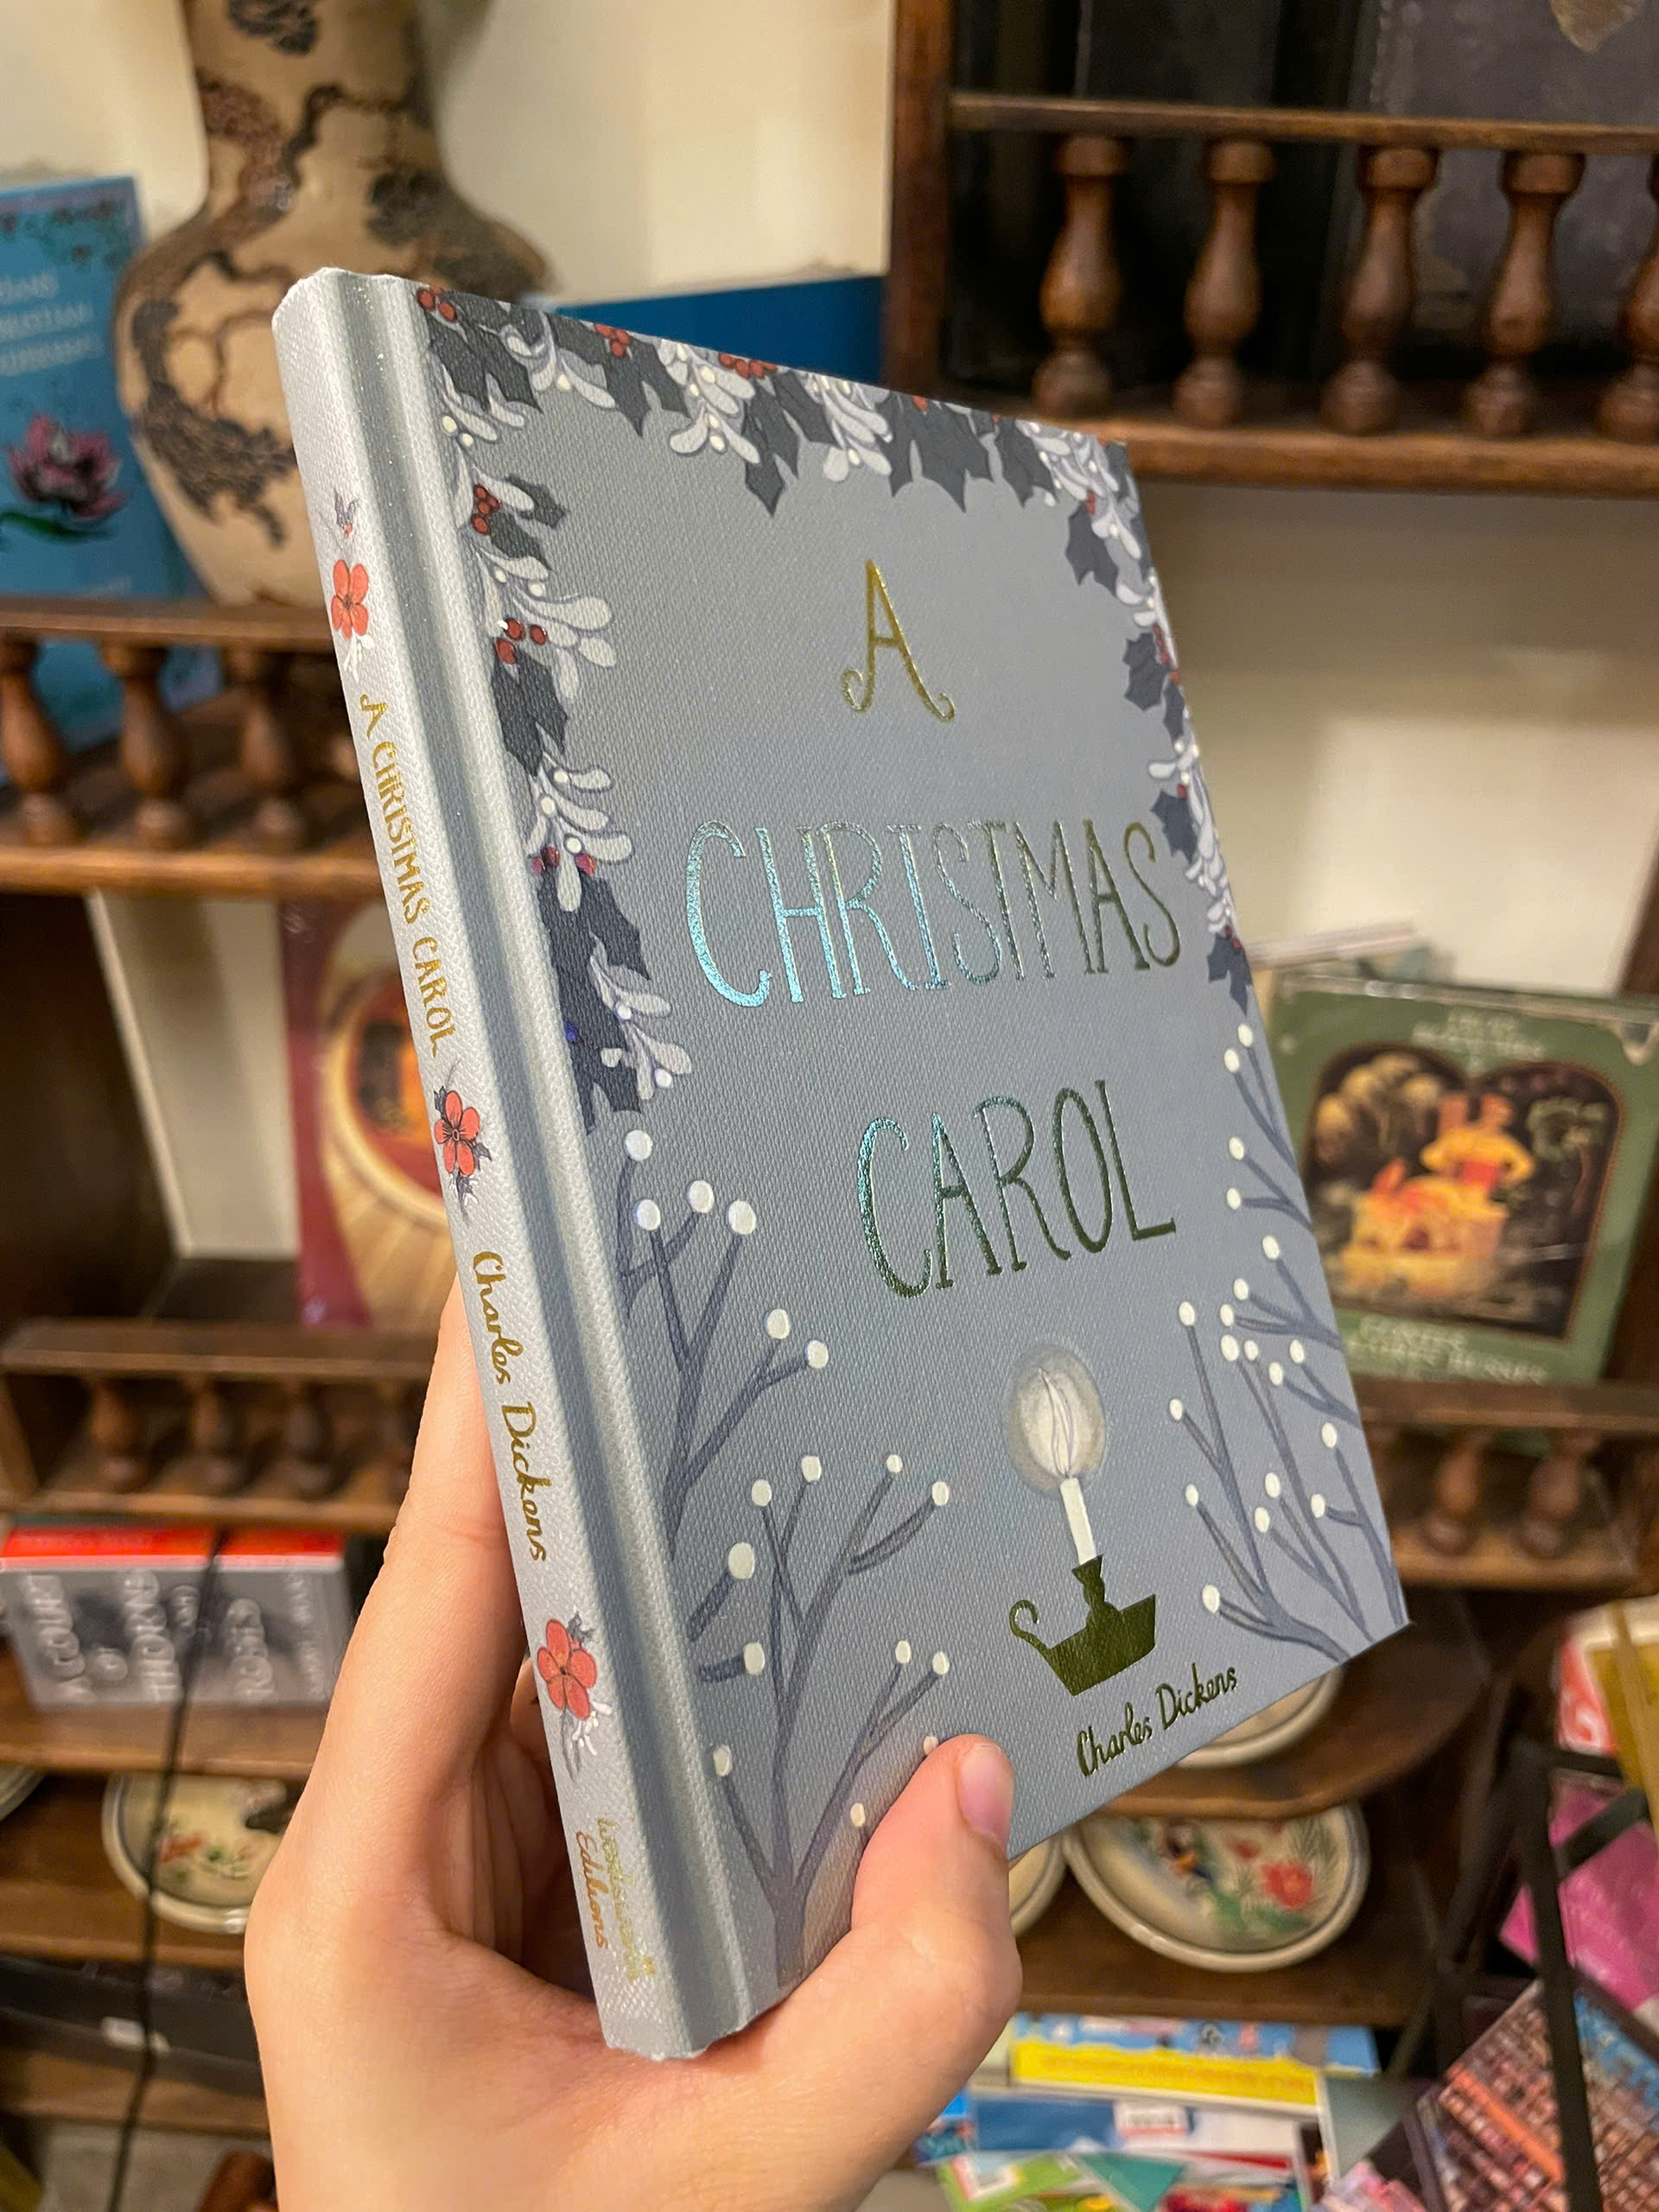 A
CHRISTMAS
CAROL
Charles Dickens
A CHRISTMAS CAROL
Charles Dickens
Wordsworth
Editions
A COURT
OF
THORNS
AND
ROSES